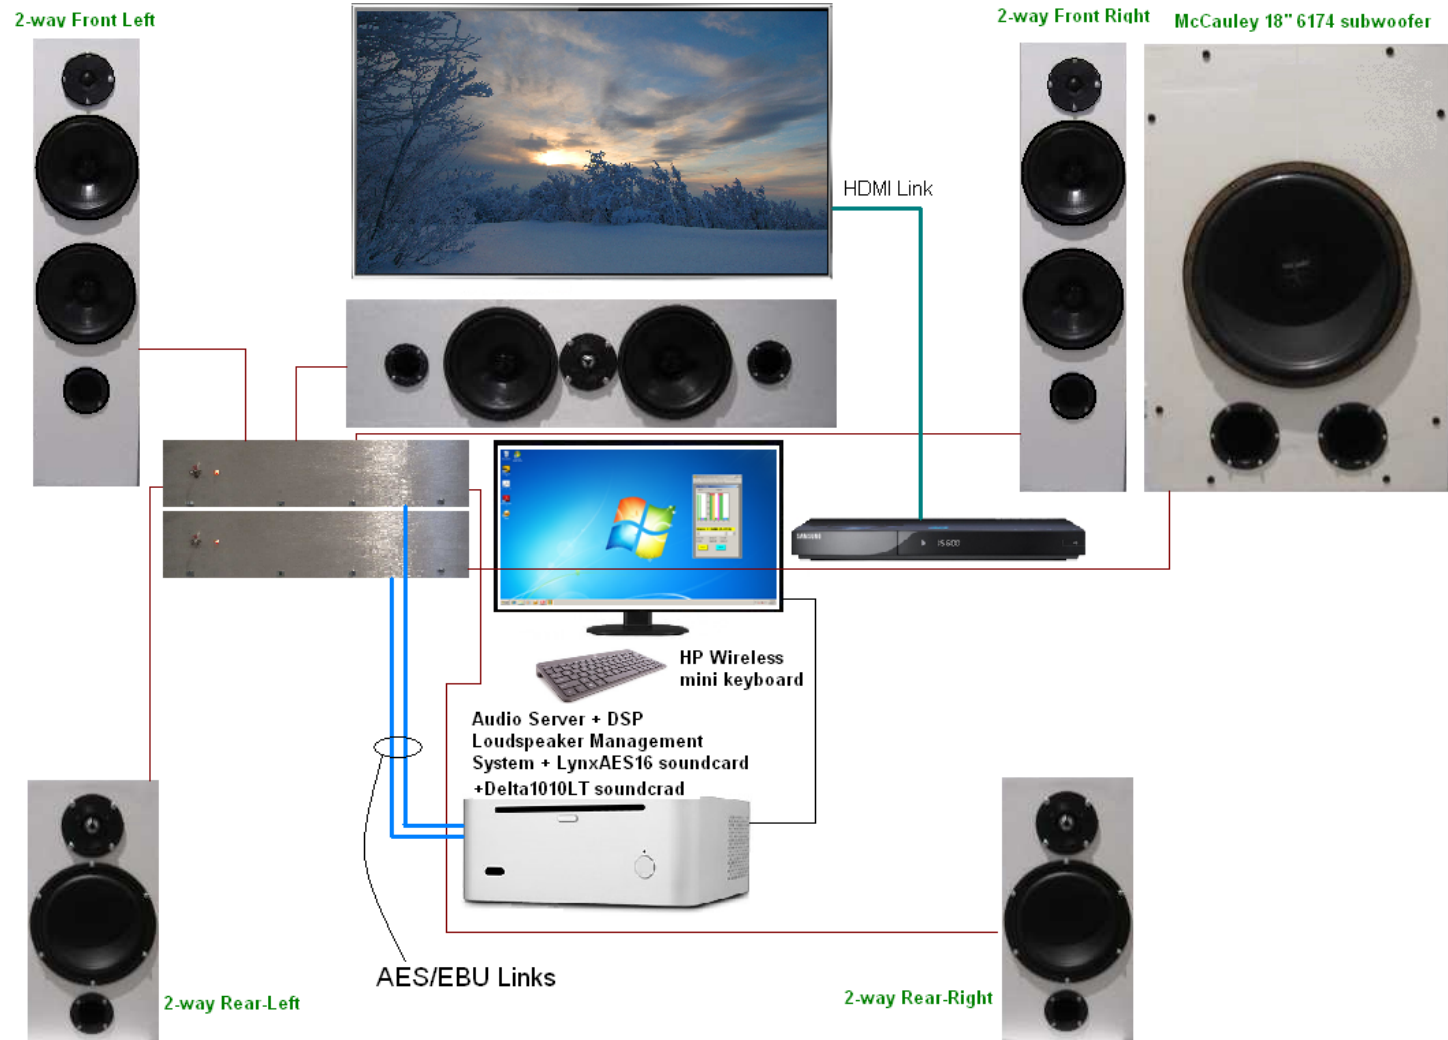 2-way Front Left
2-way Front Right
McCauley 18" 6174 subwoofer
HDMI Link
SAMSUNG
HP Wireless
mini keyboard
Audio Server + DSP
Loudspeaker Management
System + LynxAES16 soundcard
+Delta1010LT soundcrad
AES/EBU Links
2-way Rear-Left
2-way Rear-Right